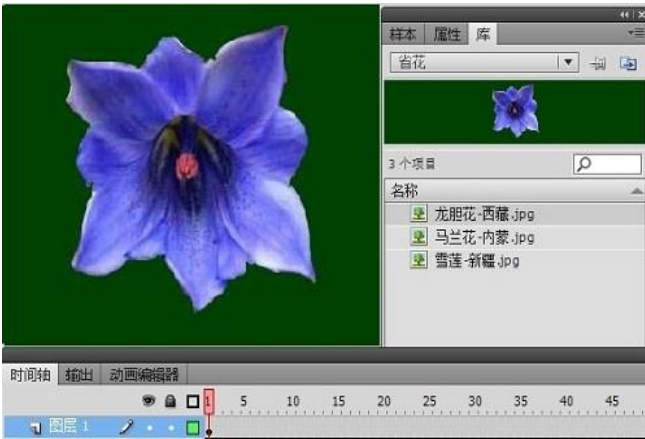 样本 属性 库
省花
3 个项目
名称
龙胆花-西藏.jpg
马兰花-内蒙.jpg
雪莲-新疆.jpg
时间轴 输出 动画编辑器
1 5 10 15 20 25 30 35 40 45
图层 1